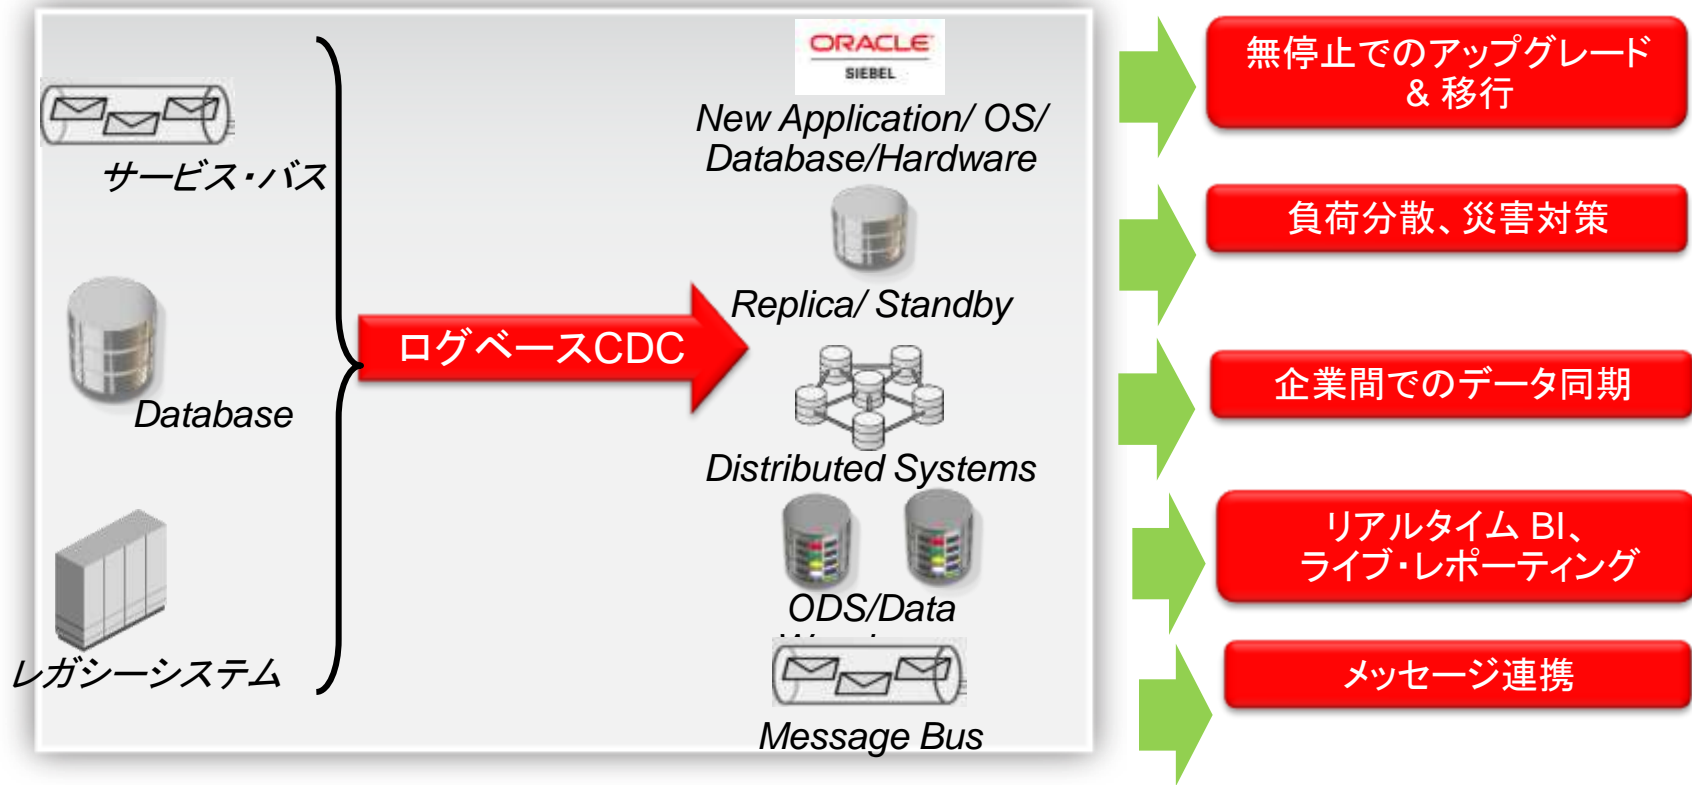 サービス・バス
Database
レガシーシステム
ログベースCDC
ORACLE
SIEBEL
New Application/ OS/
Database/Hardware
Replica/ Standby
Distributed Systems
ODS/Data
Message Bus
無停止でのアップグレード
& 移行
負荷分散、災害対策
企業間でのデータ同期
リアルタイム BI、
ライブ・レポーティング
メッセージ連携